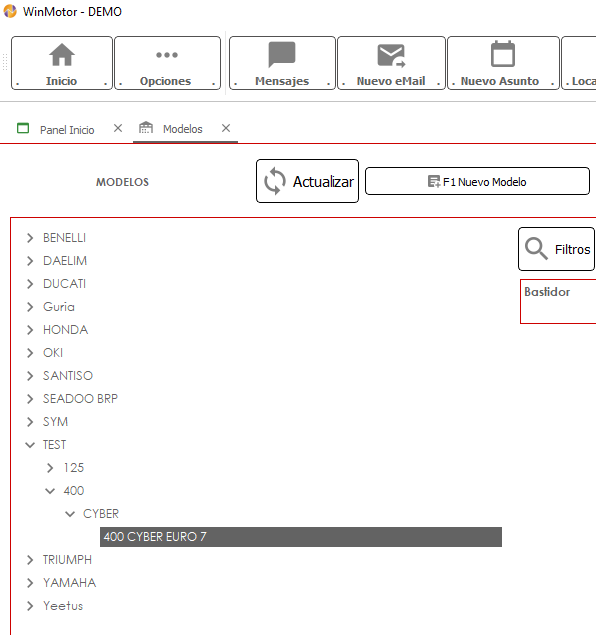 WinMotor - DEMO
. Inicio .
. Opciones .
. Mensajes .
. Nuevo eMail .
. Nuevo Asunto .
. Loca
Panel Inicio
Modelos
MODELOS
Actualizar
F1 Nuevo Modelo
BENELLI
DAELIM
DUCATI
Guria
HONDA
OKI
SANTISO
SEADOO BRP
SYM
TEST
125
400
CYBER
400 CYBER EURO 7
TRIUMPH
YAMAHA
Yeetus
Filtros
Bastidor